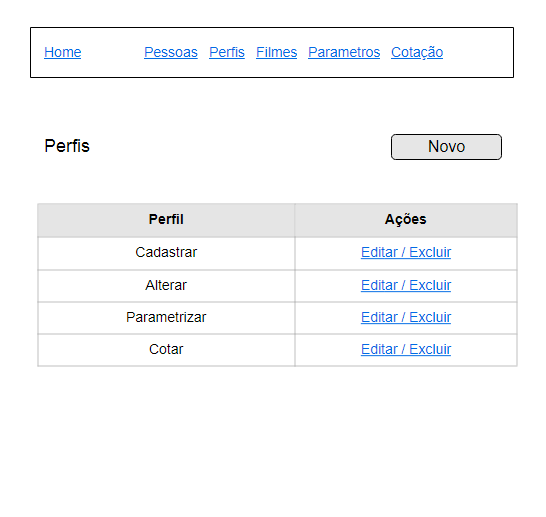 Home Pessoas Perfis Filmes Parametros Cotação
Perfis Novo
Perfil Ações
Cadastrar Editar / Excluir
Alterar Editar / Excluir
Parametrizar Editar / Excluir
Cotar Editar / Excluir